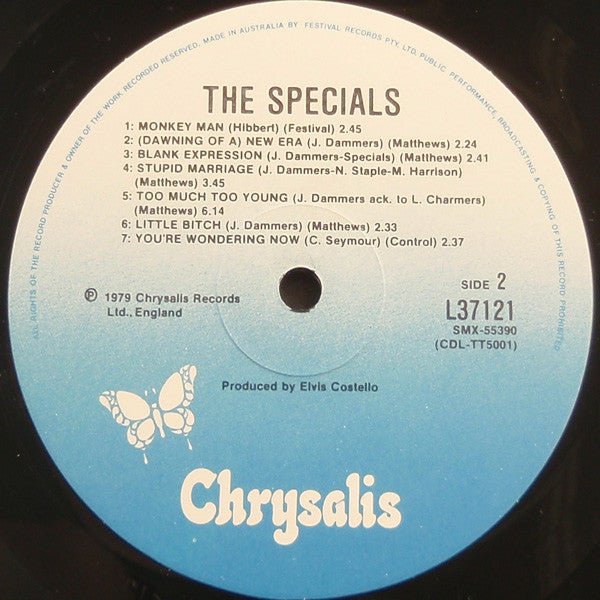 ALL RIGHTS OF THE RECORD PRODUCER & OWNER OF THE WORK RECORDED RESERVED. MADE IN AUSTRALIA BY FESTIVAL RECORDS PTY. LTD. PUBLIC PERFORMANCE, BROADCASTING & COPYING OF THIS RECORD PROHIBITED
THE SPECIALS
1: MONKEY MAN (Hibbert) (Festival) 2.45
2: (DAWNING OF A) NEW ERA (J. Dammers) (Matthews) 2.24
3: BLANK EXPRESSION (J. Dammers-Specials) (Matthews) 2.41
4: STUPID MARRIAGE (J. Dammers-N. Staple-M. Harrison)
(Matthews) 3.45
5: TOO MUCH TOO YOUNG (J. Dammers ack. to L. Charmers)
(Matthews) 6.14
6: LITTLE BITCH (J. Dammers) (Matthews) 2.33
7: YOU'RE WONDERING NOW (C. Seymour) (Control) 2.37
SIDE 2
Ⓟ 1979 Chrysalis Records
Ltd., England
L37121
SMX-55390
(CDL-TT5001)
Produced by Elvis Costello
Chrysalis